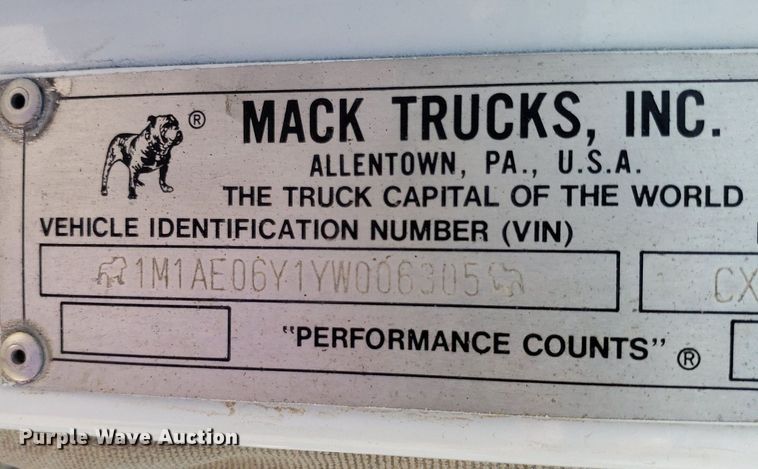 ®
MACK TRUCKS, INC.
ALLENTOWN, PA., U.S.A.
THE TRUCK CAPITAL OF THE WORLD
VEHICLE IDENTIFICATION NUMBER (VIN)
1M1AE06Y1YW006305 CX
"PERFORMANCE COUNTS" ®
Purple Wave Auction